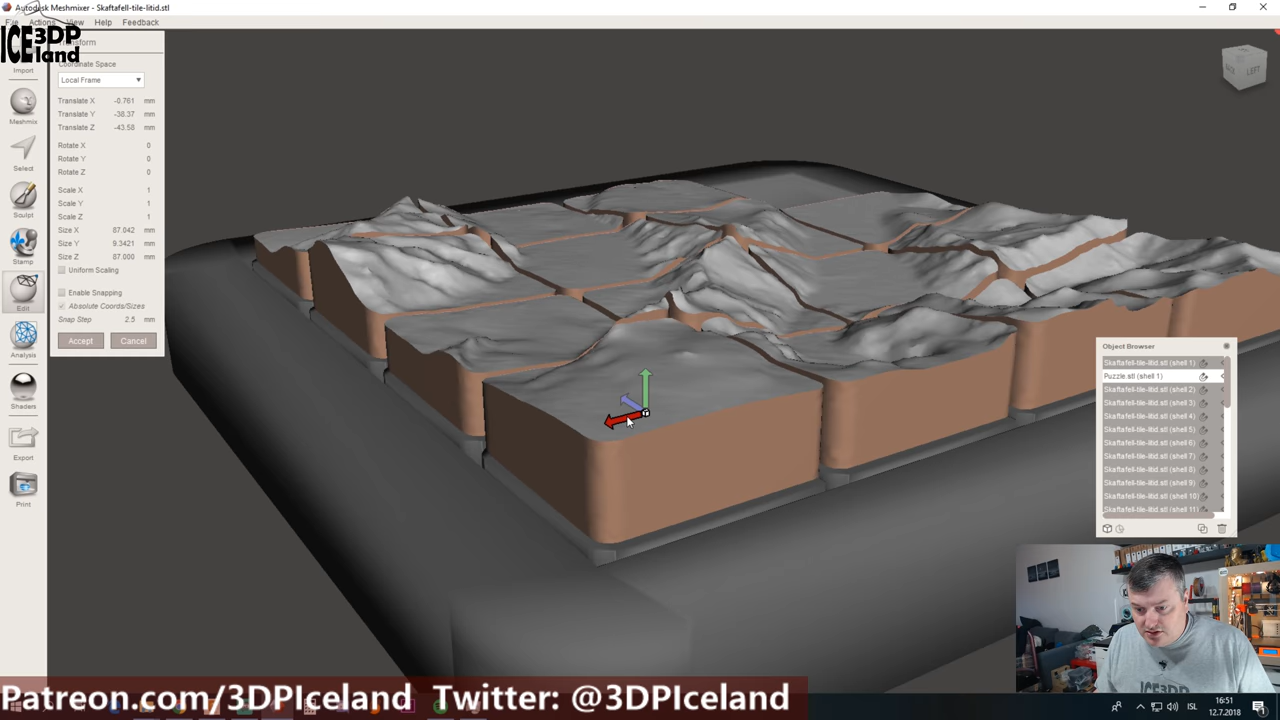 Autodesk Meshmixer - Skaftafell-tile-litid.stl
File Actions View Help Feedback
ICE3DP
land
Transform
Coordinate Space
Local Frame
Translate X -0.761 mm
Translate Y -38.37 mm
Translate Z -43.58 mm
Rotate X 0
Rotate Y 0
Rotate Z 0
Scale X 1
Scale Y 1
Scale Z 1
Size X 87.042 mm
Size Y 9.3421 mm
Size Z 87.000 mm
Uniform Scaling
Enable Snapping
Absolute Coords/Sizes
Snap Step 2.5 mm
Accept Cancel
Import
Meshmix
Select
Sculpt
Stamp
Edit
Analysis
Shaders
Export
Print
BACK LEFT
Object Browser
Skaftafell-tile-litid.stl (shell 1)
Puzzle.stl (shell 1)
Skaftafell-tile-litid.stl (shell 2)
Skaftafell-tile-litid.stl (shell 3)
Skaftafell-tile-litid.stl (shell 4)
Skaftafell-tile-litid.stl (shell 5)
Skaftafell-tile-litid.stl (shell 6)
Skaftafell-tile-litid.stl (shell 7)
Skaftafell-tile-litid.stl (shell 8)
Skaftafell-tile-litid.stl (shell 9)
Skaftafell-tile-litid.stl (shell 10)
Skaftafell-tile-litid.stl (shell 11)
ICE3DP
Patreon.com/3DPIceland Twitter: @3DPIceland
ISL
16:51
12.7.2018